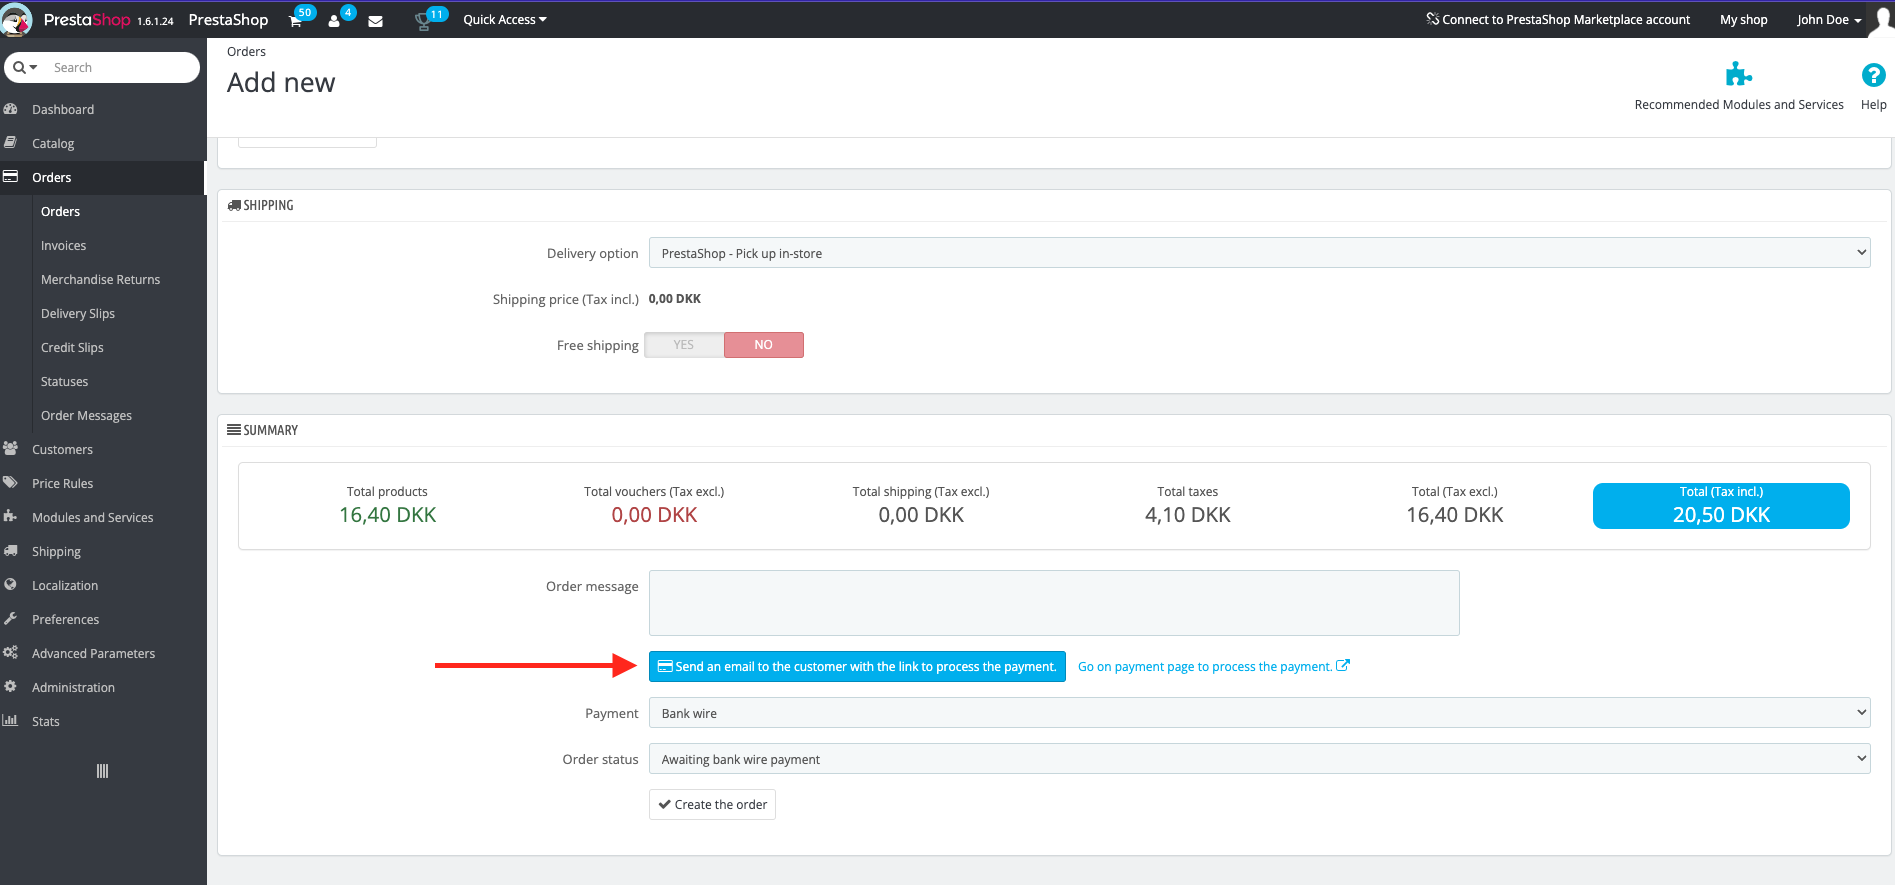 PrestaShop 1.6.1.24 PrestaShop 50 4 11 Quick Access Connect to PrestaShop Marketplace account My shop John Doe
Search
Dashboard
Catalog
Orders
Orders
Invoices
Merchandise Returns
Delivery Slips
Credit Slips
Statuses
Order Messages
Customers
Price Rules
Modules and Services
Shipping
Localization
Preferences
Advanced Parameters
Administration
Stats
Orders
Add new
Recommended Modules and Services Help
SHIPPING
Delivery option PrestaShop - Pick up in-store
Shipping price (Tax incl.) 0,00 DKK
Free shipping YES NO
SUMMARY
Total products
16,40 DKK
Total vouchers (Tax excl.)
0,00 DKK
Total shipping (Tax excl.)
0,00 DKK
Total taxes
4,10 DKK
Total (Tax excl.)
16,40 DKK
Total (Tax incl.)
20,50 DKK
Order message
Send an email to the customer with the link to process the payment. Go on payment page to process the payment.
Payment Bank wire
Order status Awaiting bank wire payment
Create the order